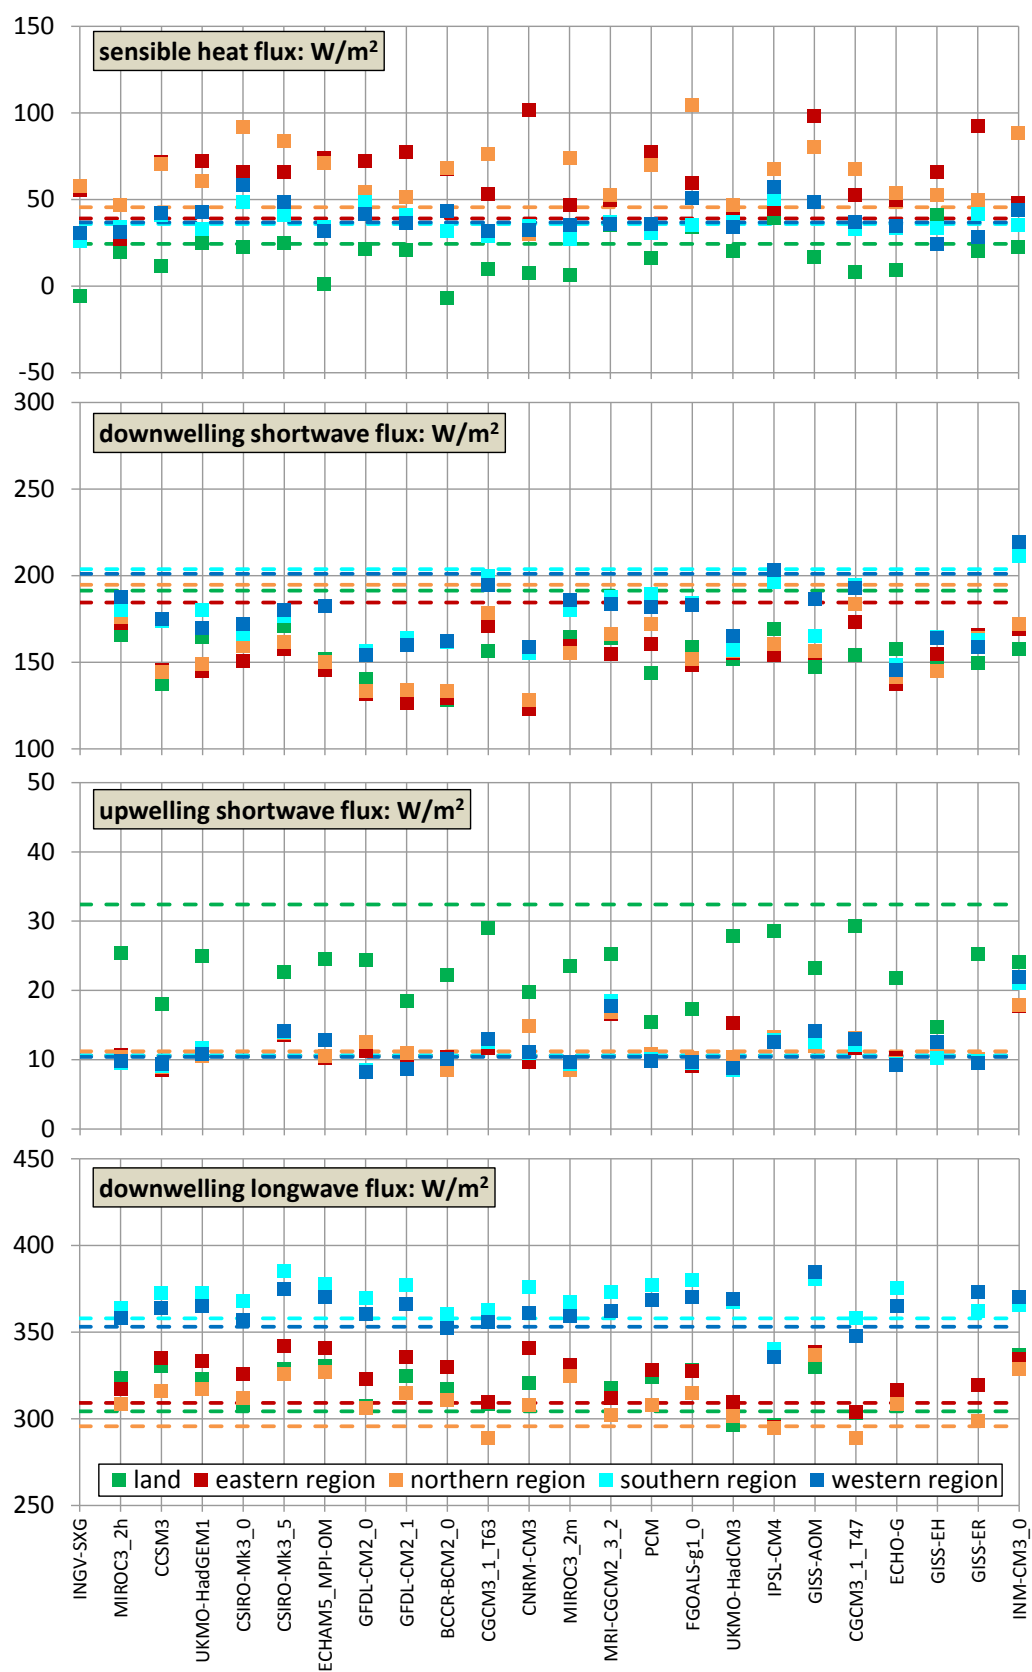 150
sensible heat flux: W/m²
100
50
0
-50
300
downwelling shortwave flux: W/m²
250
200
150
100
50
upwelling shortwave flux: W/m²
40
30
20
10
0
450
downwelling longwave flux: W/m²
400
350
300
land eastern region northern region southern region western region
250
INGV-SXG
MIROC3_2h
CCSM3
UKMO-HadGEM1
CSIRO-Mk3_0
CSIRO-Mk3_5
ECHAM5_MPI-OM
GFDL-CM2_0
GFDL-CM2_1
BCCR-BCM2_0
CGCM3_1_T63
CNRM-CM3
MIROC3_2m
MRI-CGCM2_3_2
PCM
FGOALS-g1_0
UKMO-HadCM3
IPSL-CM4
GISS-AOM
CGCM3_1_T47
ECHO-G
GISS-EH
GISS-ER
INM-CM3_0